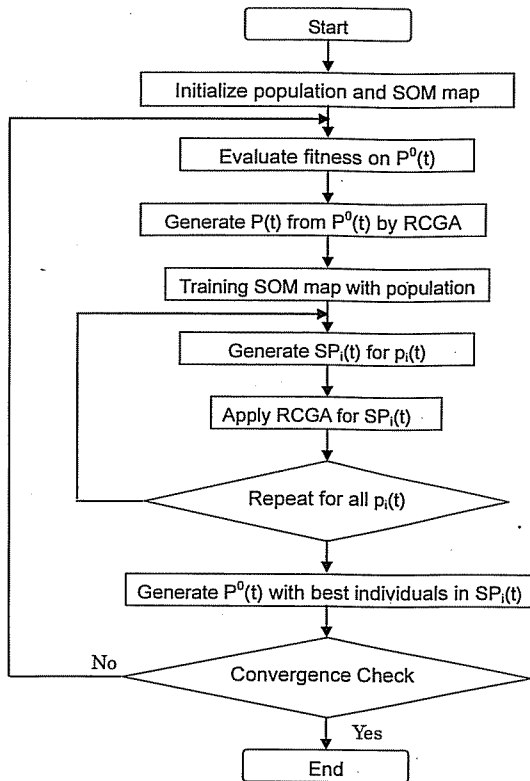 Start
Initialize population and SOM map
Evaluate fitness on P⁰(t)
Generate P(t) from P⁰(t) by RCGA
Training SOM map with population
Generate SPᵢ(t) for pᵢ(t)
Apply RCGA for SPᵢ(t)
Repeat for all pᵢ(t)
Generate P⁰(t) with best individuals in SPᵢ(t)
No
Convergence Check
Yes
End